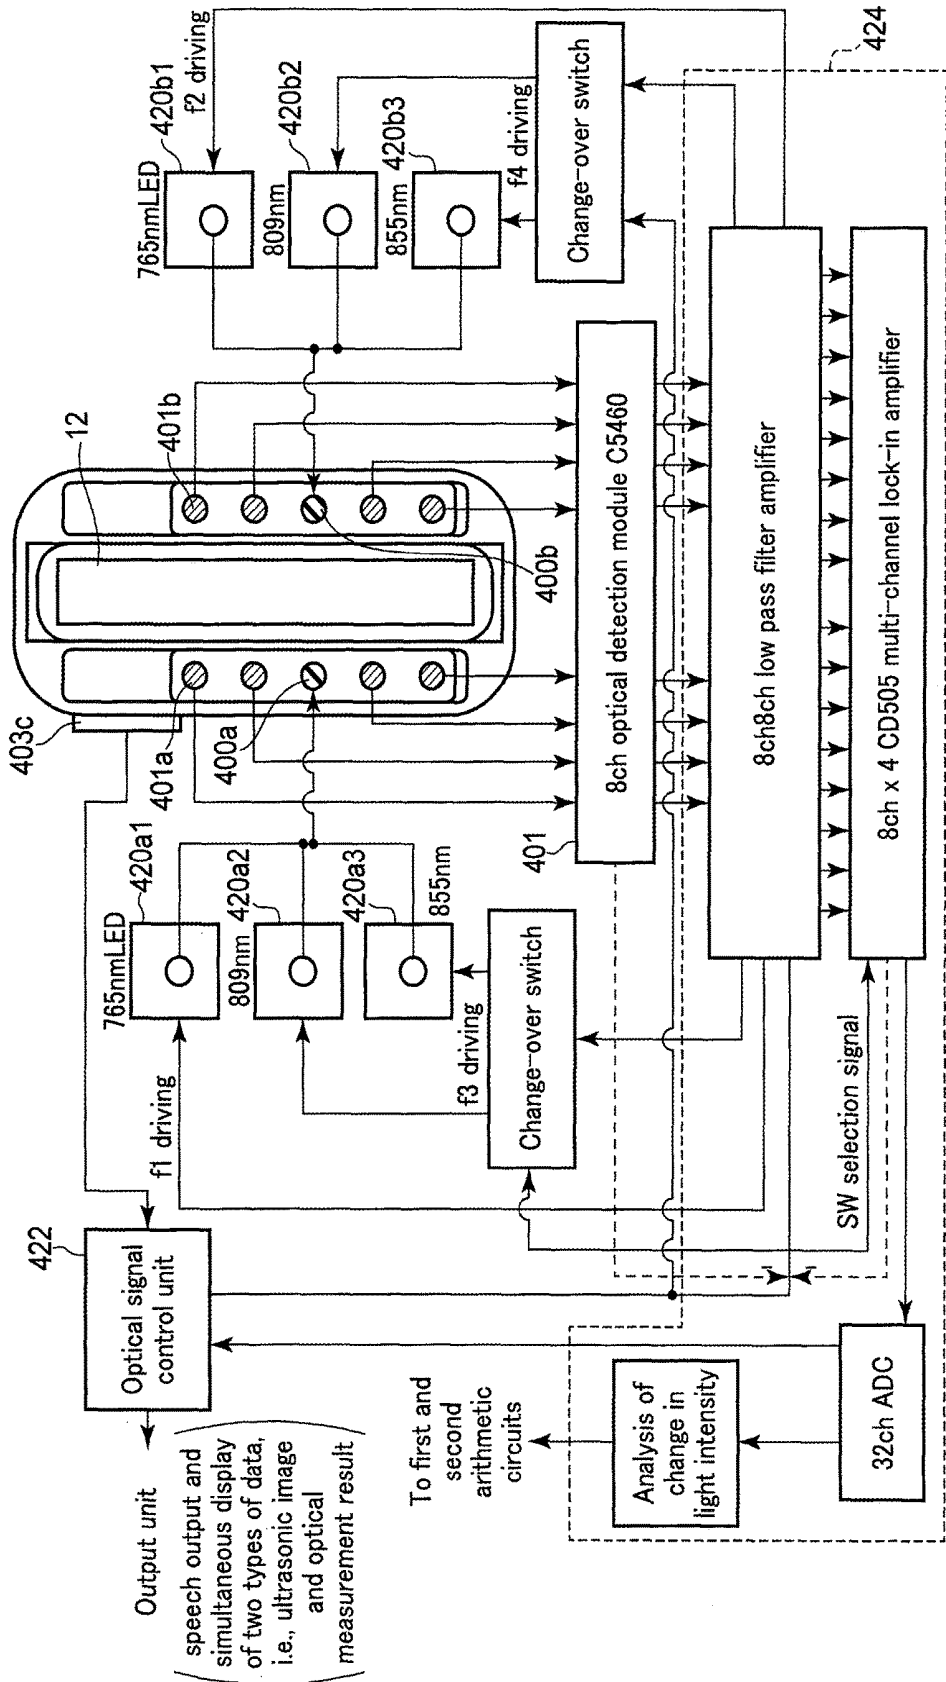 Output unit
speech output and
simultaneous display
of two types of data,
i.e., ultrasonic image
and optical
measurement result
422
Optical signal
control unit
f1 driving
765nmLED
420a1
809nm
420a2
420a3
855nm
f3 driving
Change-over switch
403c
401a
400a
12
401b
400b
765nmLED
420b1
f2 driving
809nm
420b2
420b3
855nm
f4 driving
Change-over switch
401
8ch optical detection module C5460
424
8ch8ch low pass filter amplifier
8ch x 4 CD505 multi-channel lock-in amplifier
SW selection signal
To first and
second
arithmetic
circuits
Analysis of
change in
light intensity
32ch ADC